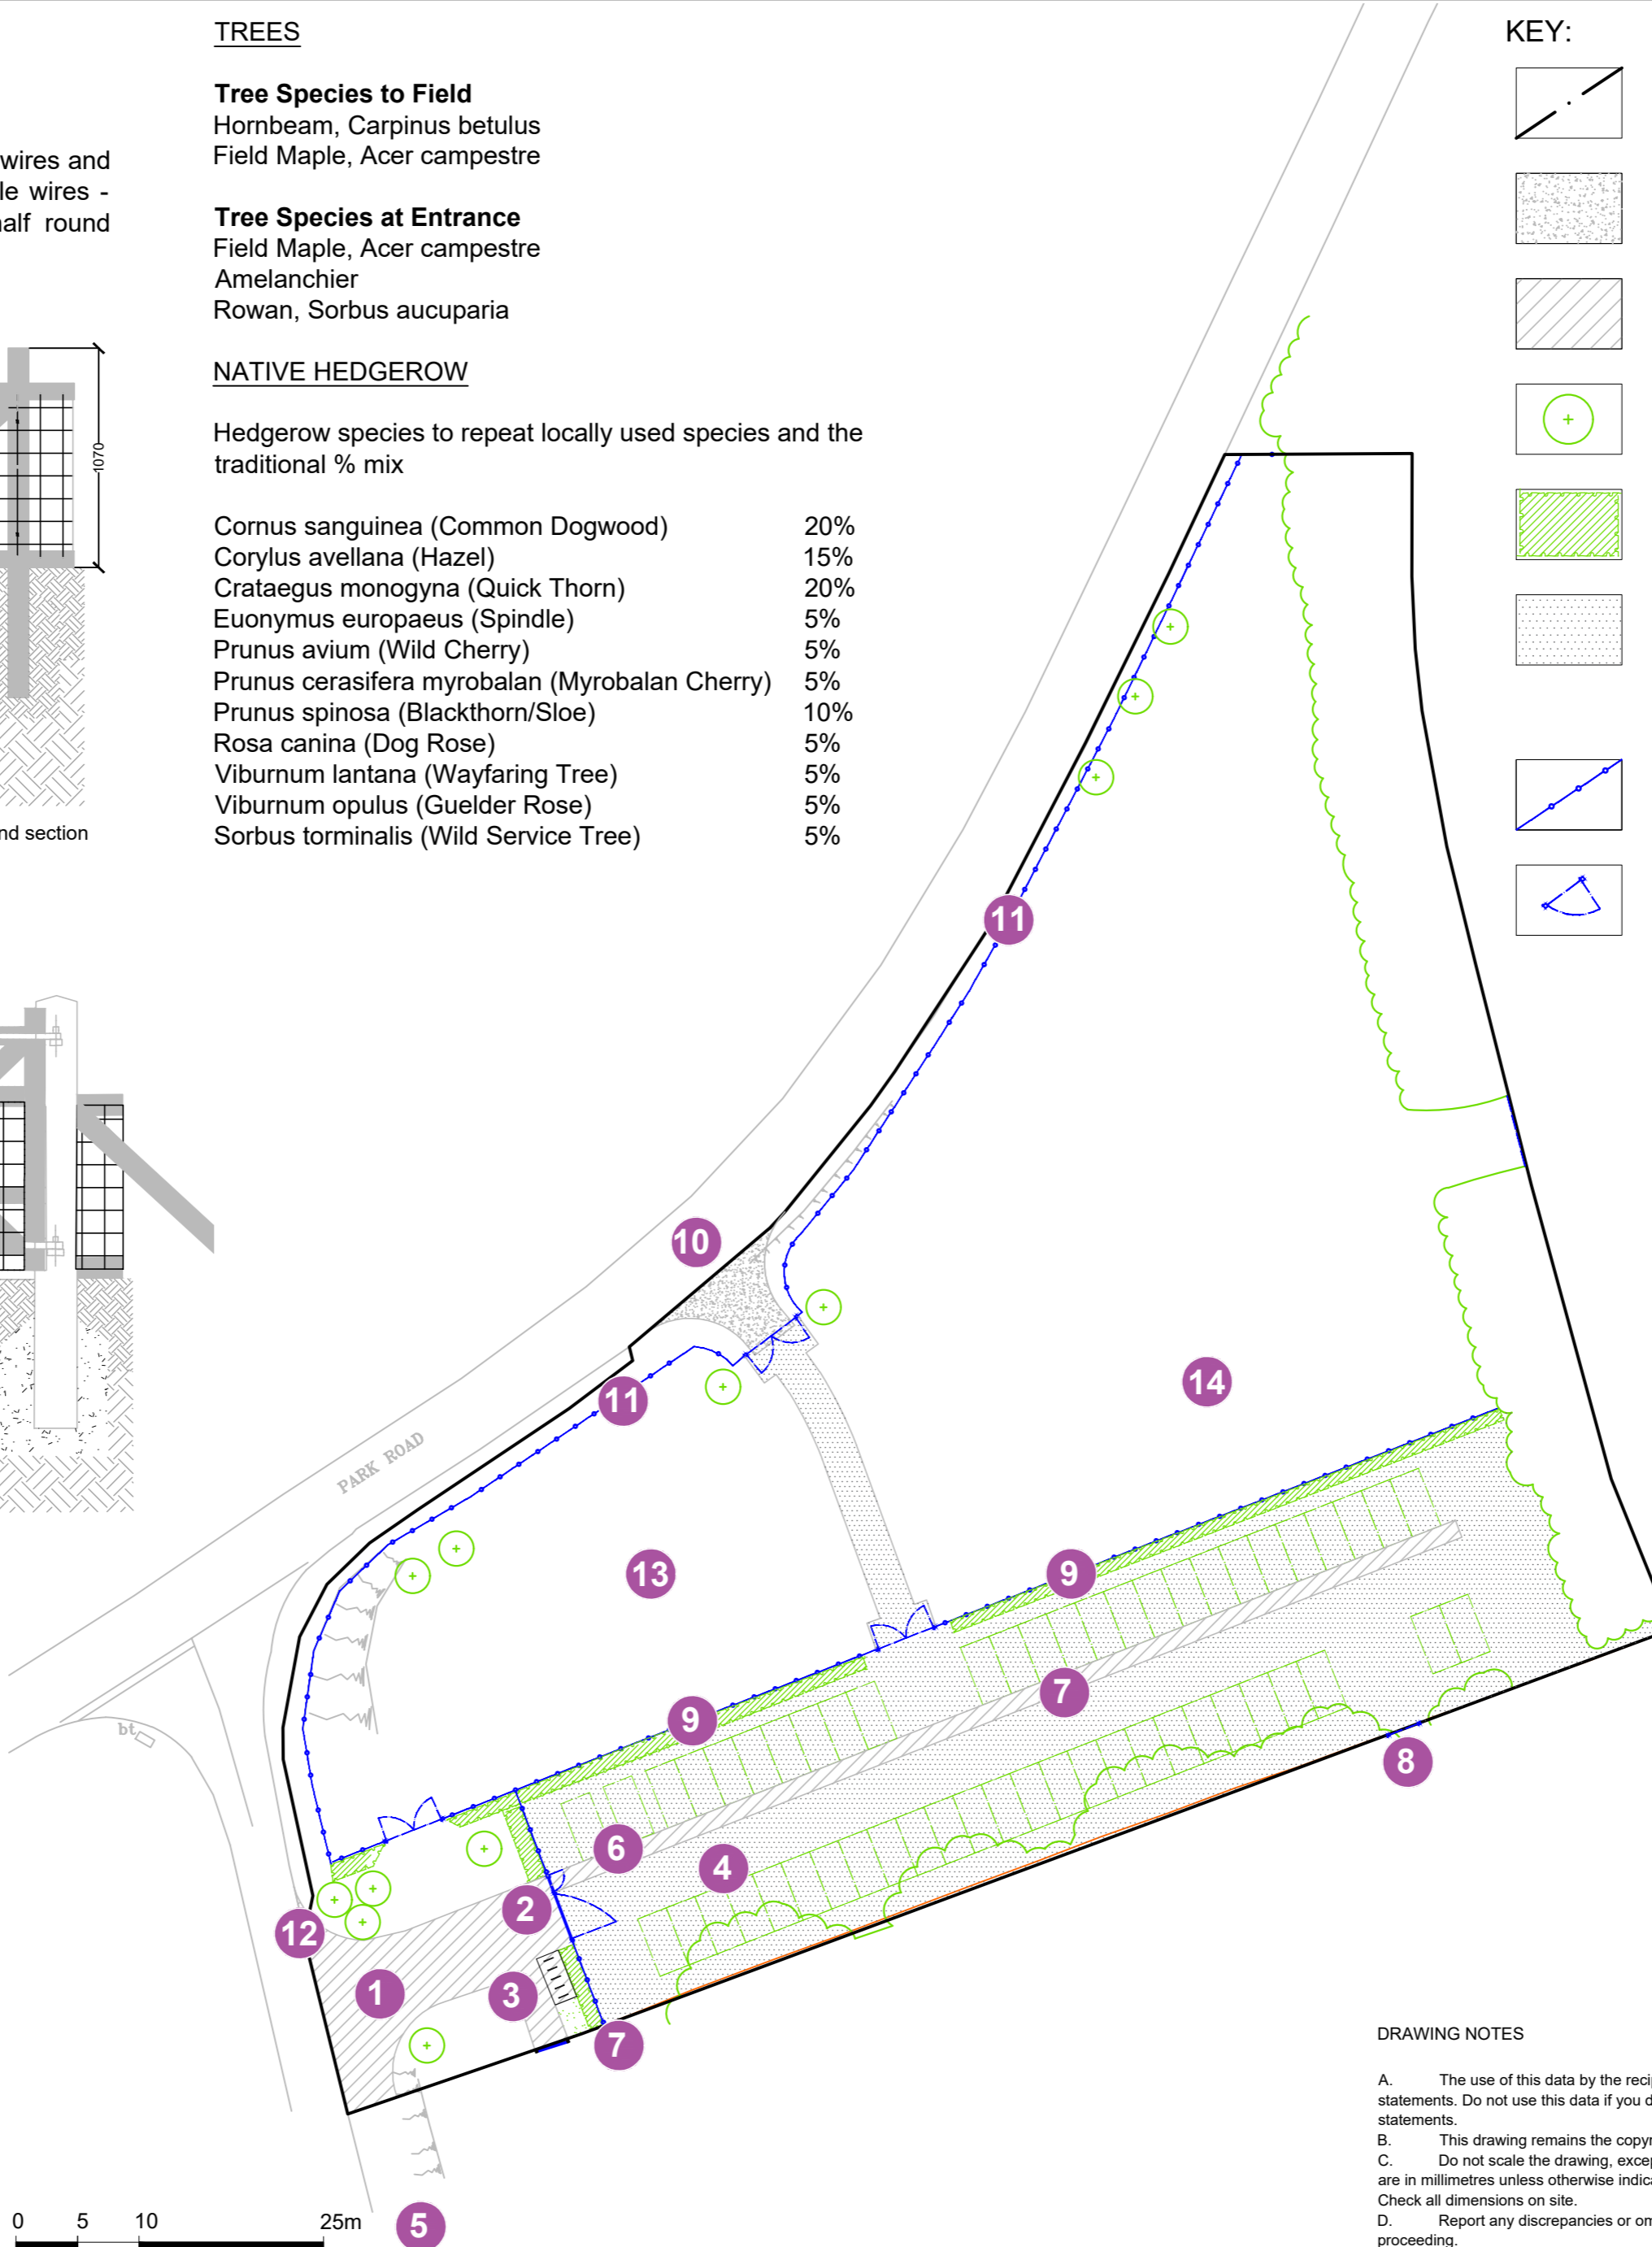 wires and
le wires -
half round
1070
nd section
TREES
Tree Species to Field
Hornbeam, Carpinus betulus
Field Maple, Acer campestre
Tree Species at Entrance
Field Maple, Acer campestre
Amelanchier
Rowan, Sorbus aucuparia
NATIVE HEDGEROW
Hedgerow species to repeat locally used species and the
traditional % mix
Cornus sanguinea (Common Dogwood) 20%
Corylus avellana (Hazel) 15%
Crataegus monogyna (Quick Thorn) 20%
Euonymus europaeus (Spindle) 5%
Prunus avium (Wild Cherry) 5%
Prunus cerasifera myrobalan (Myrobalan Cherry) 5%
Prunus spinosa (Blackthorn/Sloe) 10%
Rosa canina (Dog Rose) 5%
Viburnum lantana (Wayfaring Tree) 5%
Viburnum opulus (Guelder Rose) 5%
Sorbus torminalis (Wild Service Tree) 5%
KEY:
11
10
14
11
PARK ROAD
13
9
7
9
bt
8
6
4
2
12
1
3
7
5
0 5 10 25m
DRAWING NOTES
A. The use of this data by the reci
statements. Do not use this data if you d
statements.
B. This drawing remains the copyr
C. Do not scale the drawing, excep
are in millimetres unless otherwise indica
Check all dimensions on site.
D. Report any discrepancies or om
proceeding.